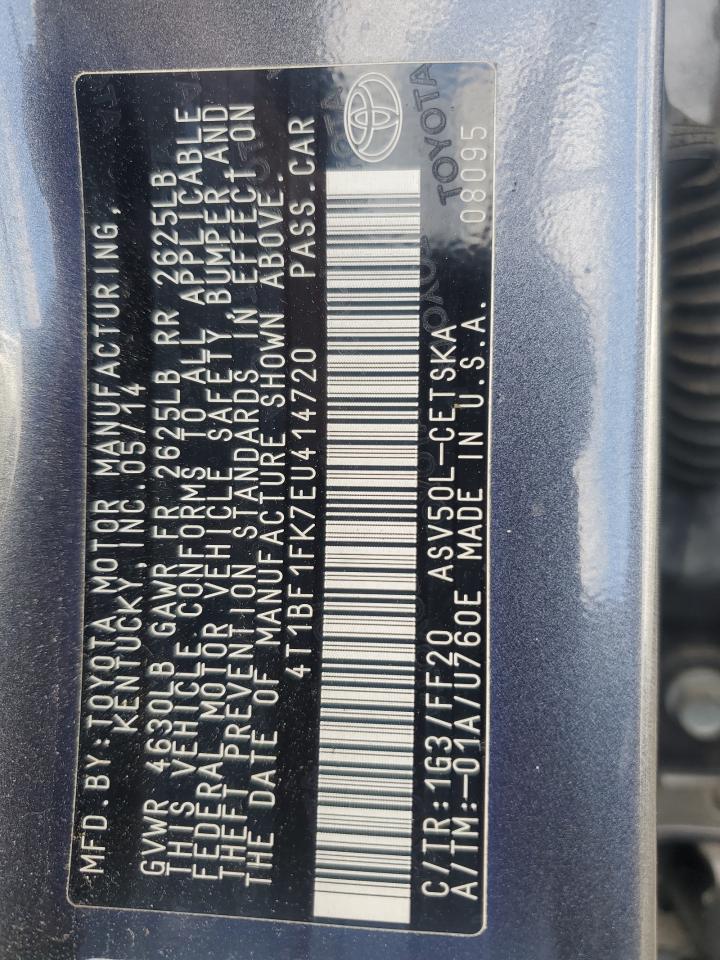 MFD.BY:TOYOTA MOTOR MANUFACTURING,
KENTUCKY, INC. 05/14
GVWR 4630LB GAWR FR 2625LB RR 2625LB
THIS VEHICLE CONFORMS TO ALL APPLICABLE
FEDERAL MOTOR VEHICLE SAFETY, BUMPER AND
THEFT PREVENTION STANDARDS IN EFFECT ON
THE DATE OF MANUFACTURE SHOWN ABOVE.
4T1BF1FK7EU414720 PASS.CAR
TOYOTA
C/TR:1G3/FF20 ASV50L-CETSKA
08095
A/TM:-01A/U760E MADE IN U.S.A.